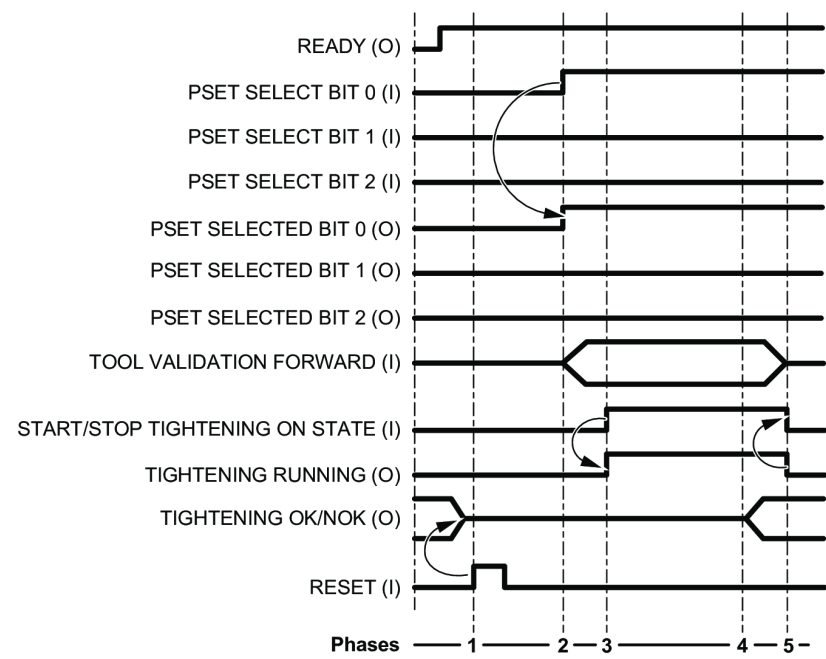 READY (O)
PSET SELECT BIT 0 (I)
PSET SELECT BIT 1 (I)
PSET SELECT BIT 2 (I)
PSET SELECTED BIT 0 (O)
PSET SELECTED BIT 1 (O)
PSET SELECTED BIT 2 (O)
TOOL VALIDATION FORWARD (I)
START/STOP TIGHTENING ON STATE (I)
TIGHTENING RUNNING (O)
TIGHTENING OK/NOK (O)
RESET (I)
Phases 1 2 3 4 5